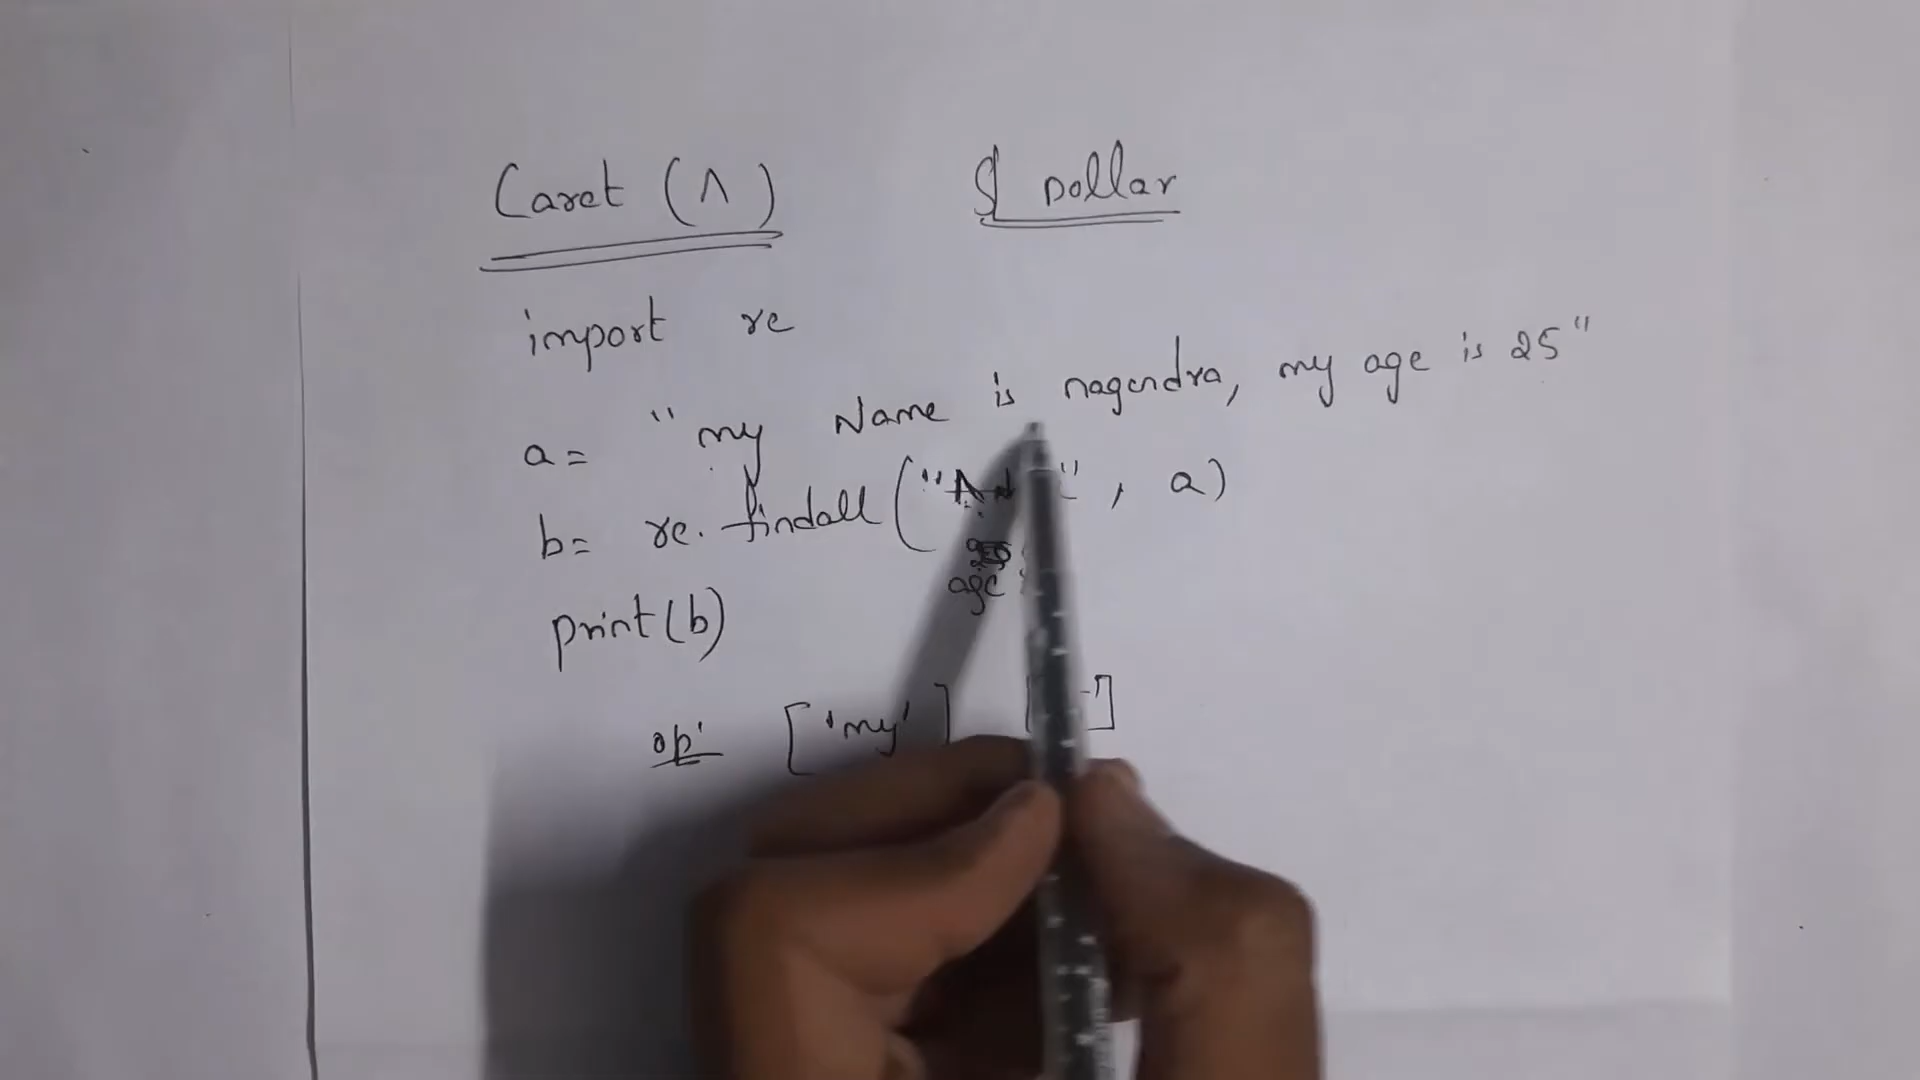 Caret (^) $ Dollar
import re
a= "my Name is nagendra, my age is 25"
b= re.findall(" ", a)
age
print(b)
op' ['my'] [ ]